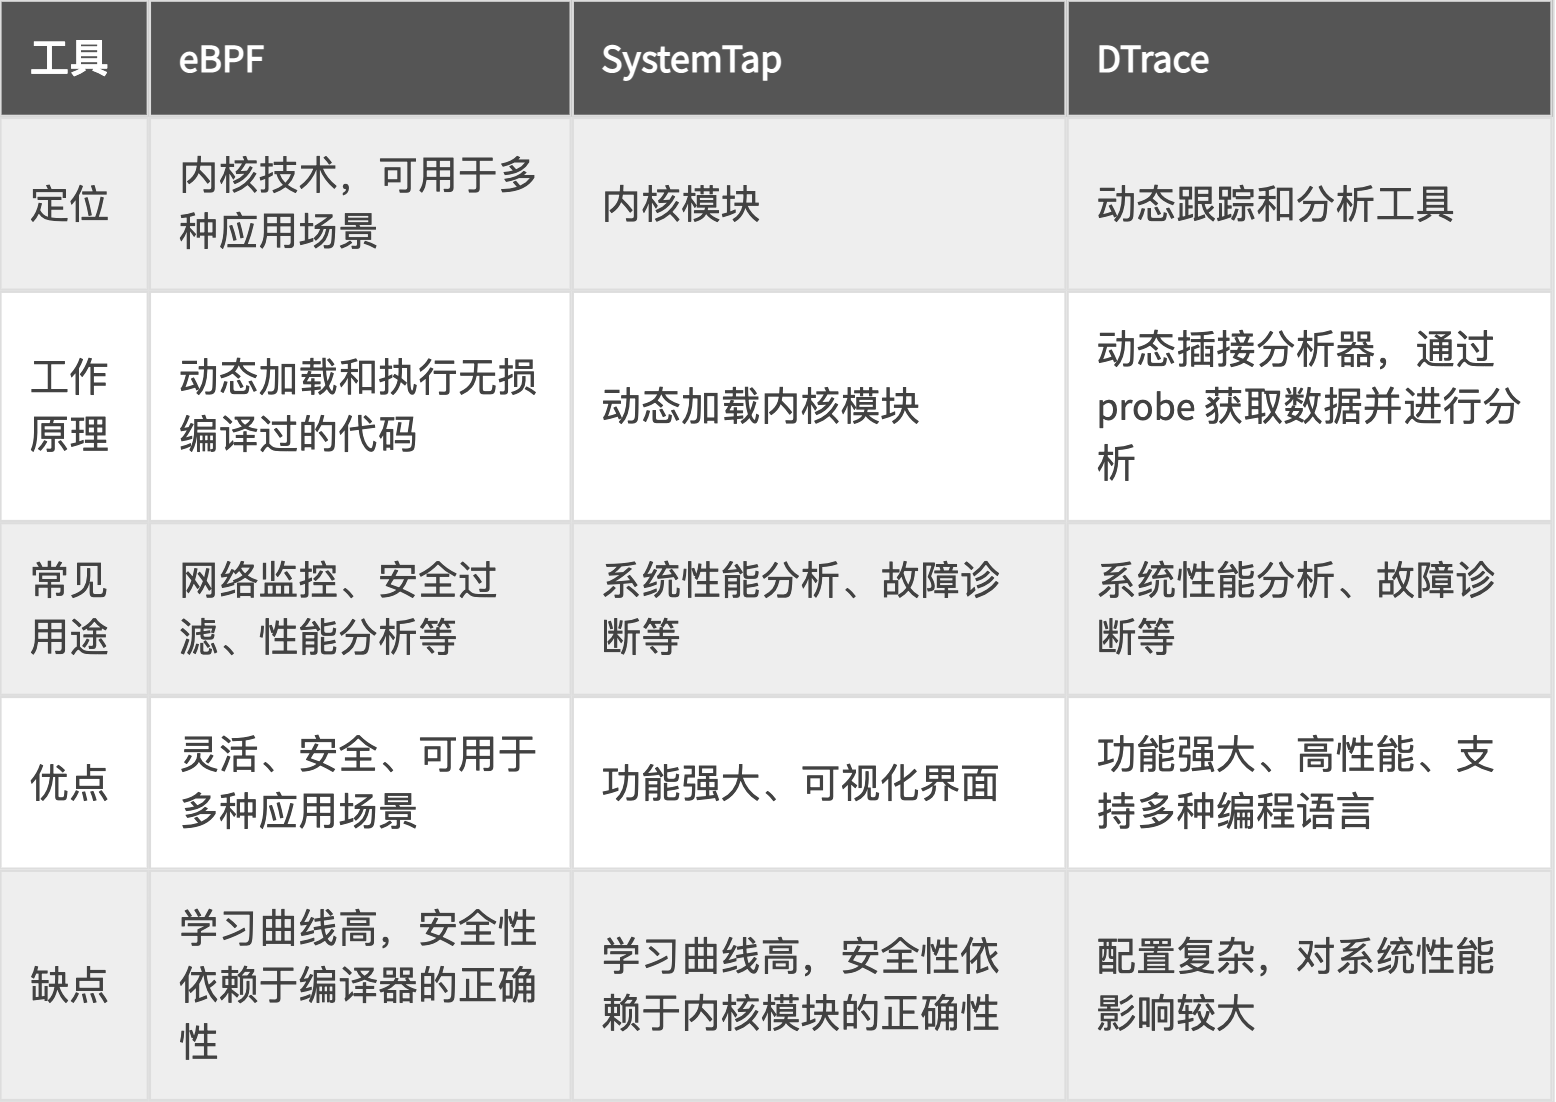 工具 eBPF SystemTap DTrace
定位
内核技术，可用于多
种应用场景
内核模块
动态跟踪和分析工具
工作
原理
动态加载和执行无损
编译过的代码
动态加载内核模块
动态插接分析器，通过
probe 获取数据并进行分
析
常见
用途
网络监控、安全过
滤、性能分析等
系统性能分析、故障诊
断等
系统性能分析、故障诊
断等
优点
灵活、安全、可用于
多种应用场景
功能强大、可视化界面
功能强大、高性能、支
持多种编程语言
缺点
学习曲线高，安全性
依赖于编译器的正确
性
学习曲线高，安全性依
赖于内核模块的正确性
配置复杂，对系统性能
影响较大